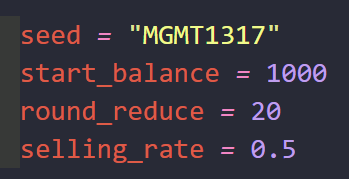 seed = "MGMT1317"
start_balance = 1000
round_reduce = 20
selling_rate = 0.5